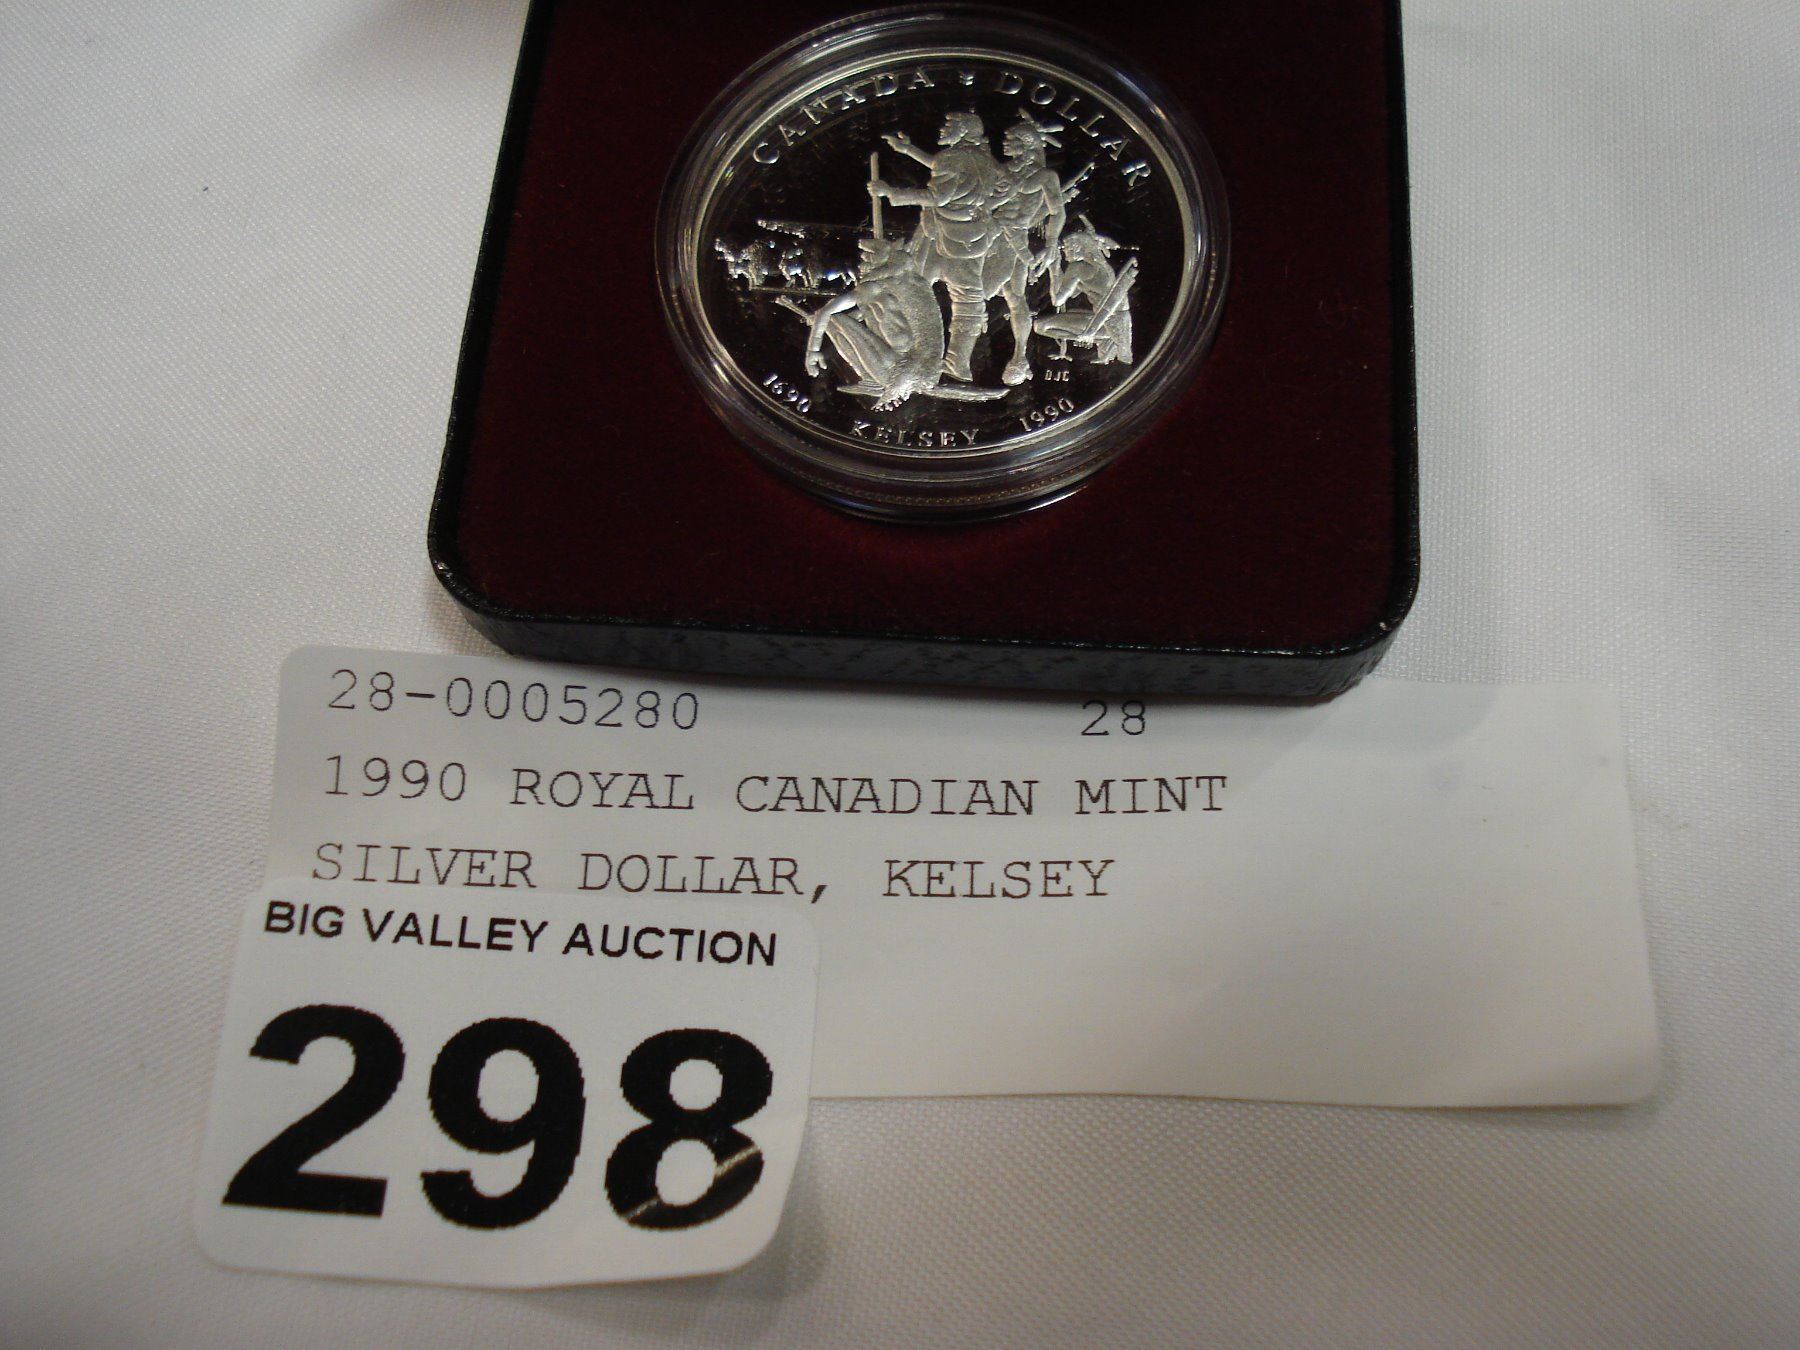 CANADA DOLLAR
DJC
1690 KELSEY 1990
28-0005280 28
1990 ROYAL CANADIAN MINT
SILVER DOLLAR, KELSEY
BIG VALLEY AUCTION
298